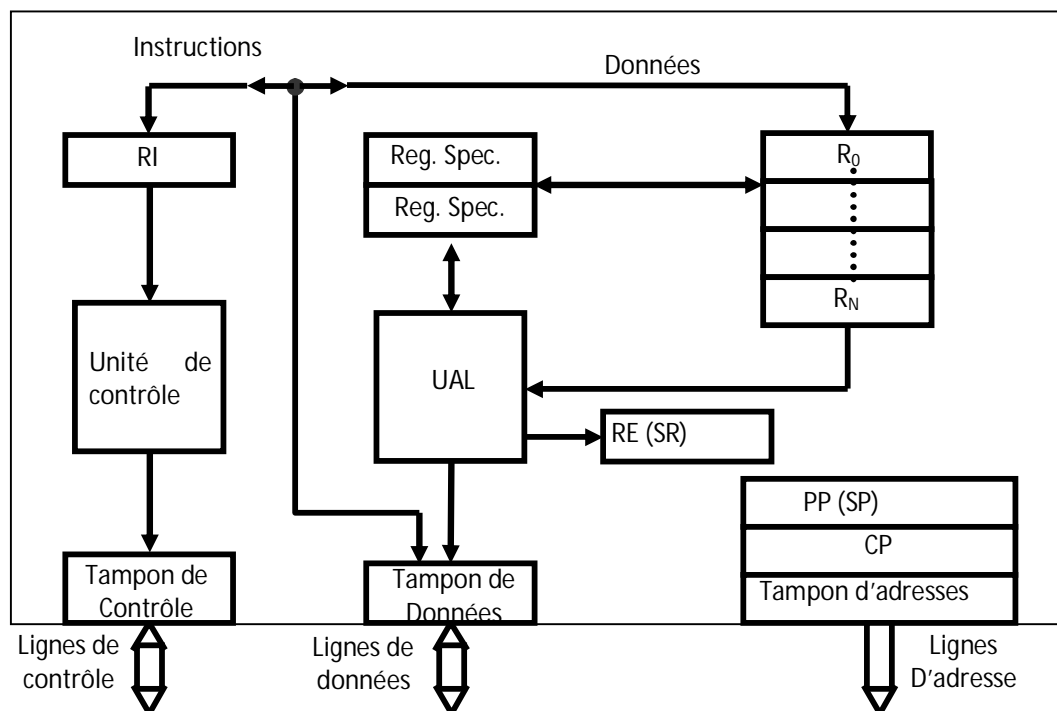 Instructions
Données
RI
Reg. Spec.
Reg. Spec.
R0
RN
Unité de
contrôle
UAL
RE (SR)
PP (SP)
CP
Tampon d'adresses
Tampon de
Contrôle
Tampon de
Données
Lignes de
contrôle
Lignes de
données
Lignes
D'adresse